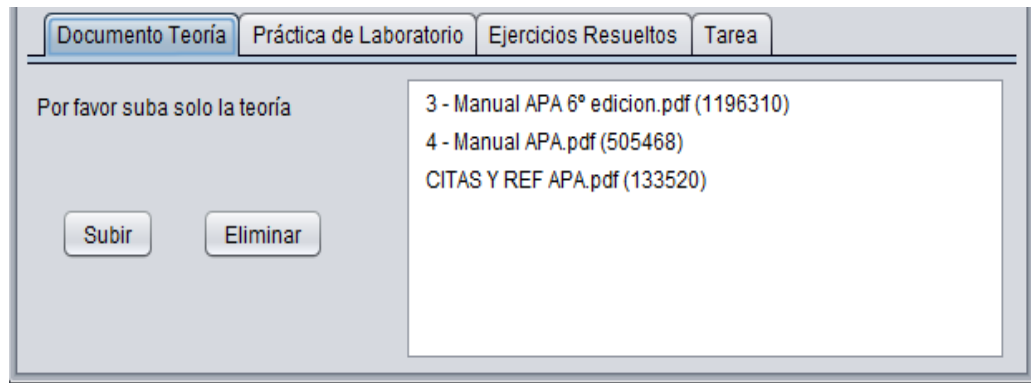 Documento Teoría Práctica de Laboratorio Ejercicios Resueltos Tarea
Por favor suba solo la teoría
3 - Manual APA 6º edicion.pdf (1196310)
4 - Manual APA.pdf (505468)
CITAS Y REF APA.pdf (133520)
Subir Eliminar